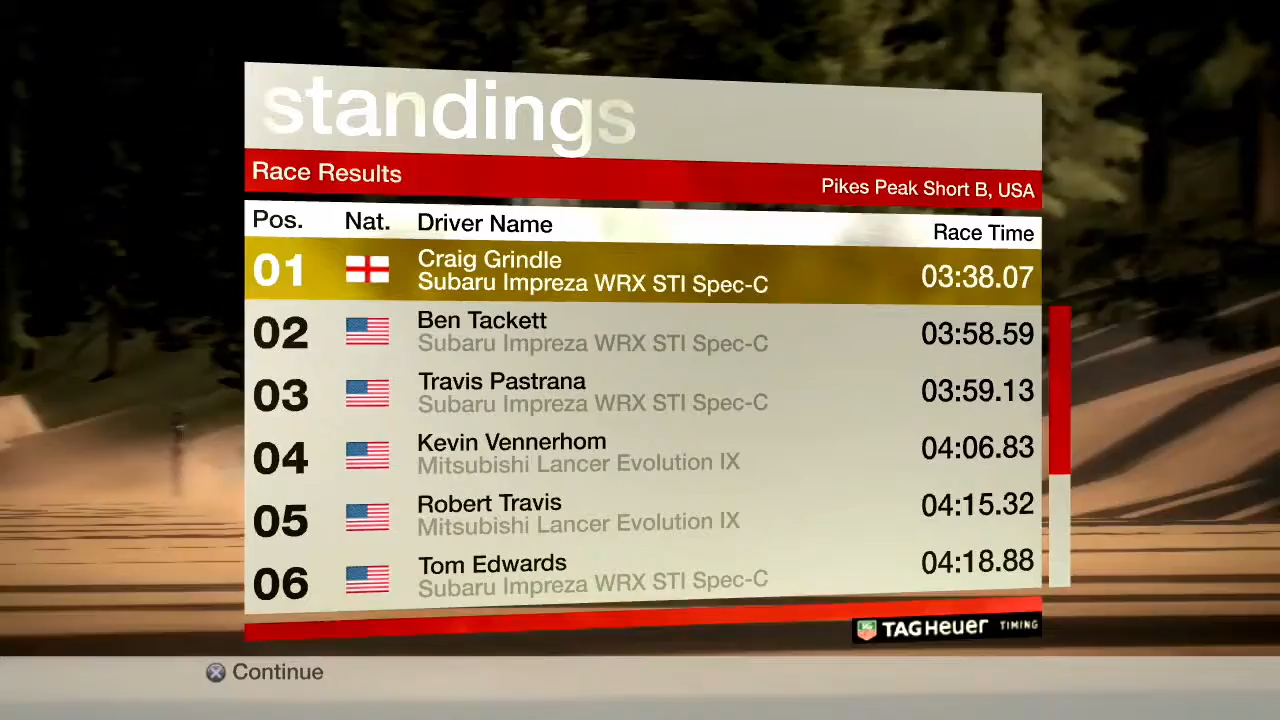 standings
Race Results
Pikes Peak Short B, USA
Pos. Nat. Driver Name Race Time
01 Craig Grindle 03:38.07
Subaru Impreza WRX STI Spec-C
02 Ben Tackett 03:58.59
Subaru Impreza WRX STI Spec-C
03 Travis Pastrana 03:59.13
Subaru Impreza WRX STI Spec-C
04 Kevin Vennerhom 04:06.83
Mitsubishi Lancer Evolution IX
05 Robert Travis 04:15.32
Mitsubishi Lancer Evolution IX
06 Tom Edwards 04:18.88
Subaru Impreza WRX STI Spec-C
TAGHeuer TIMING
Continue